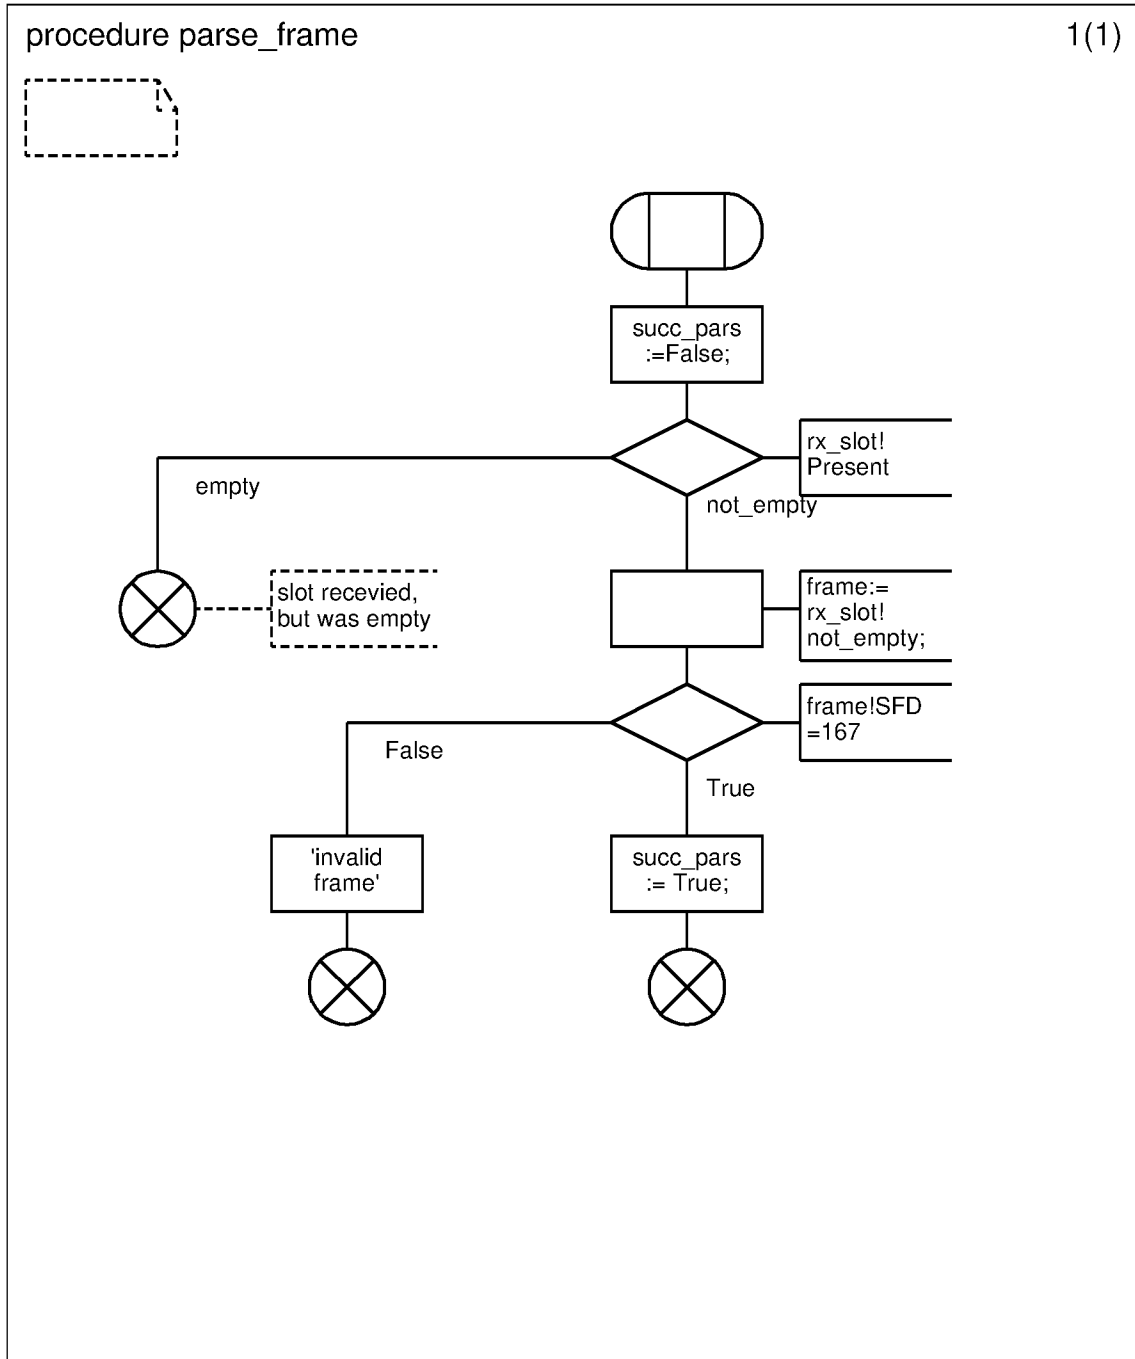 procedure parse_frame
1(1)
succ_pars
:=False;
rx_slot!
Present
empty
not_empty
slot recevied,
but was empty
frame:=
rx_slot!
not_empty;
frame!SFD
=167
False
True
'invalid
frame'
succ_pars
:= True;